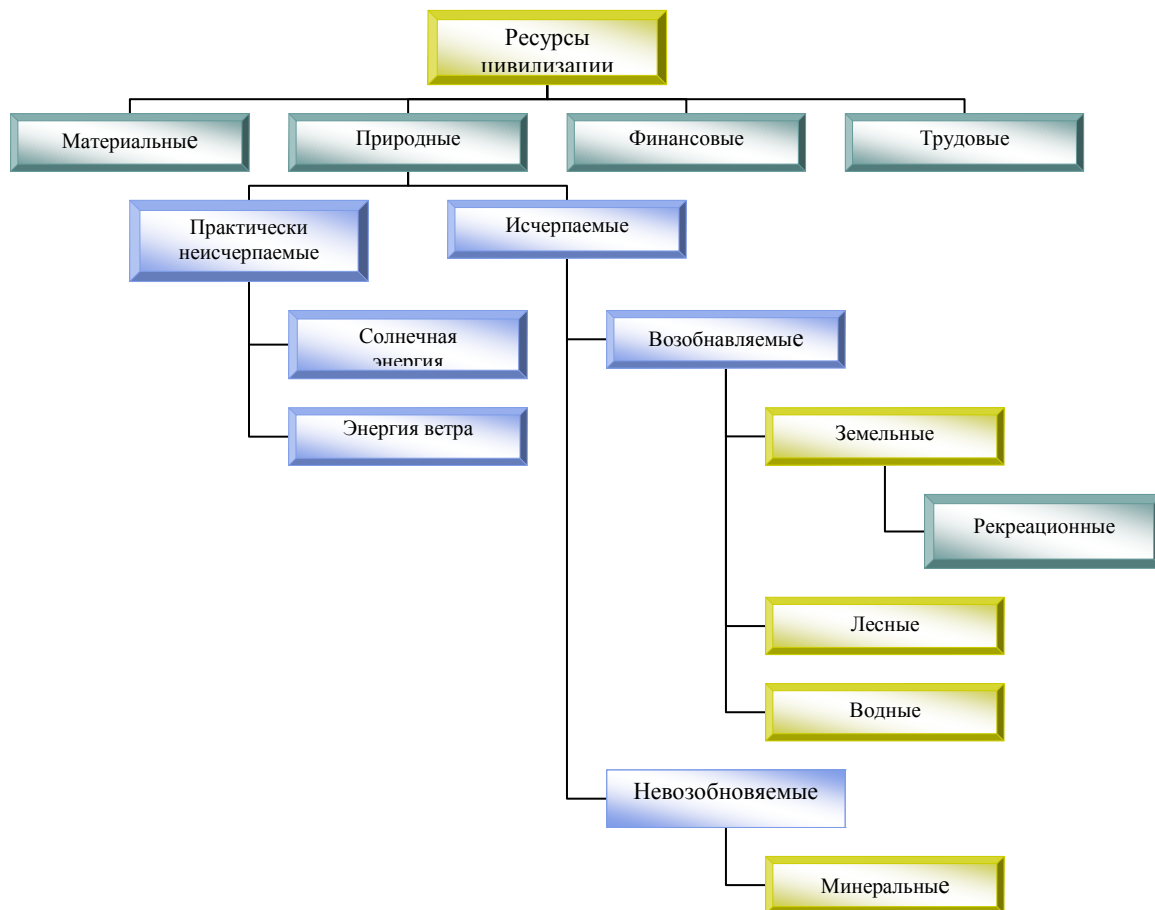 Ресурсы
цивилизации
Материальные
Природные
Финансовые
Трудовые
Практически
неисчерпаемые
Исчерпаемые
Солнечная
энергия
Возобнавляемые
Энергия ветра
Земельные
Рекреационные
Лесные
Водные
Невозобновяемые
Минеральные